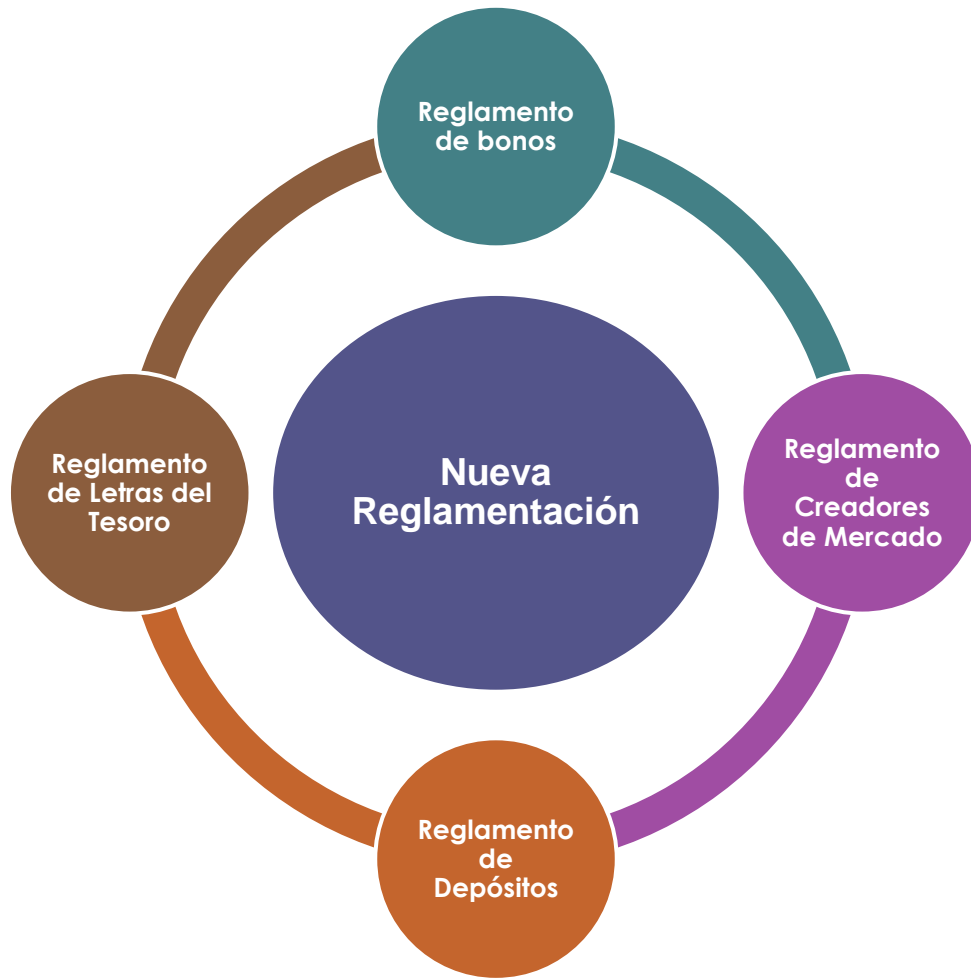 Reglamento
de bonos
Reglamento
de Letras del
Tesoro
Nueva
Reglamentación
Reglamento
de
Creadores
de Mercado
Reglamento
de
Depósitos